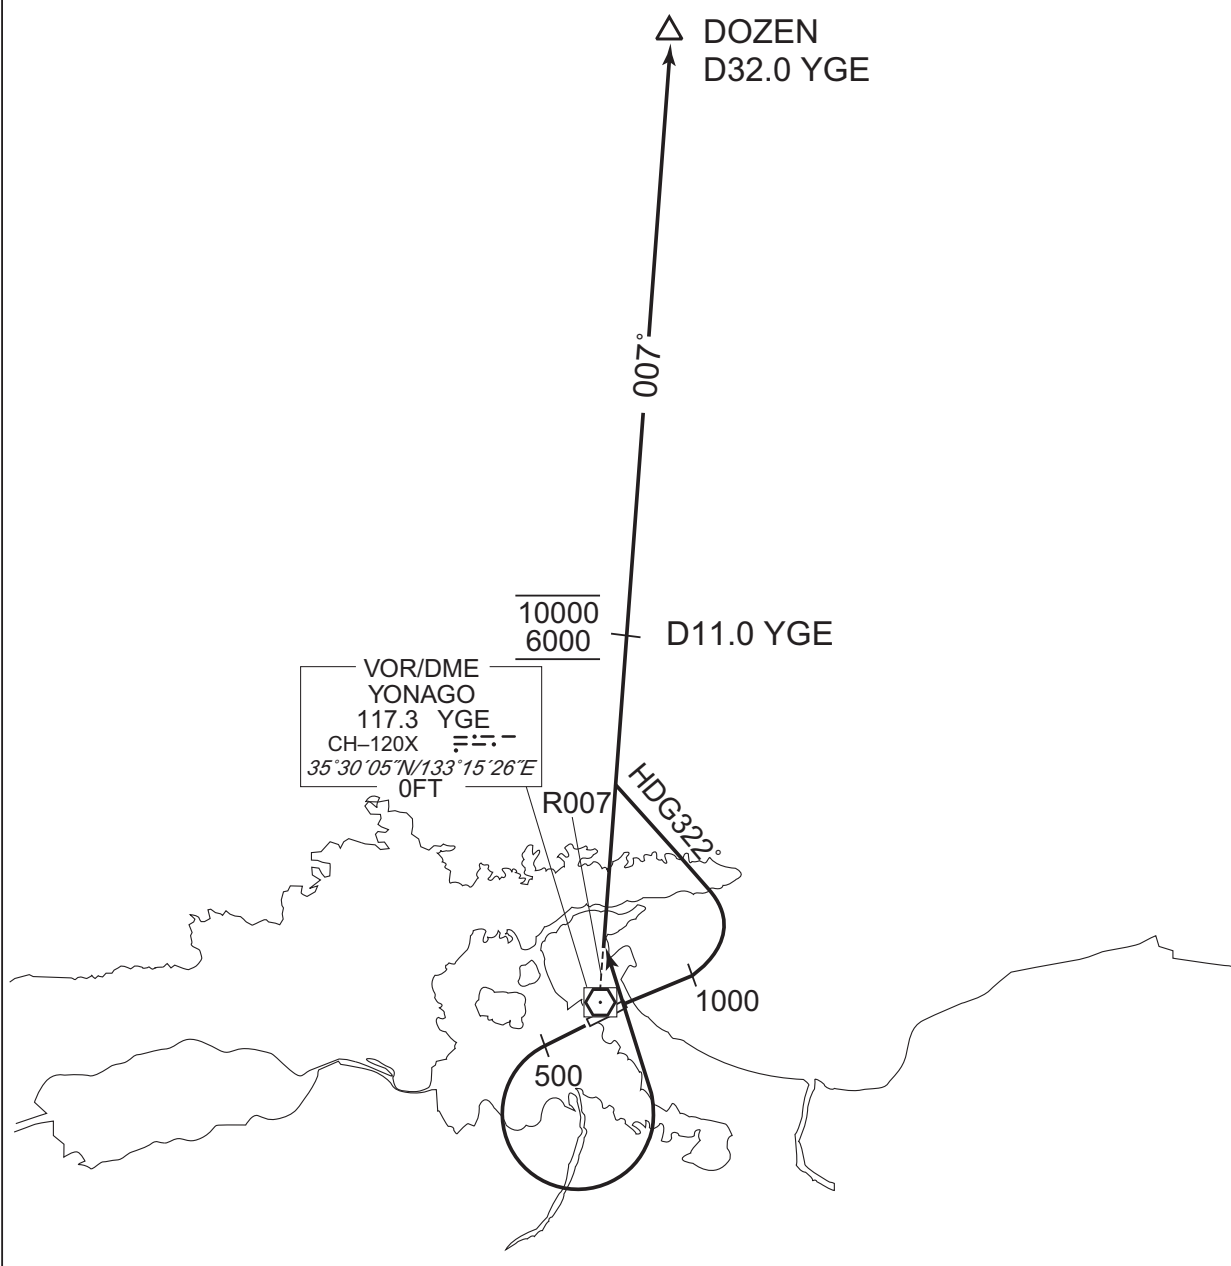 DOZEN
D32.0 YGE
007°
10000
6000
D11.0 YGE
VOR/DME
YONAGO
117.3 YGE
CH–120X
35°30´05˝N/133°15´26˝E
0FT
R007
HDG322°
1000
500